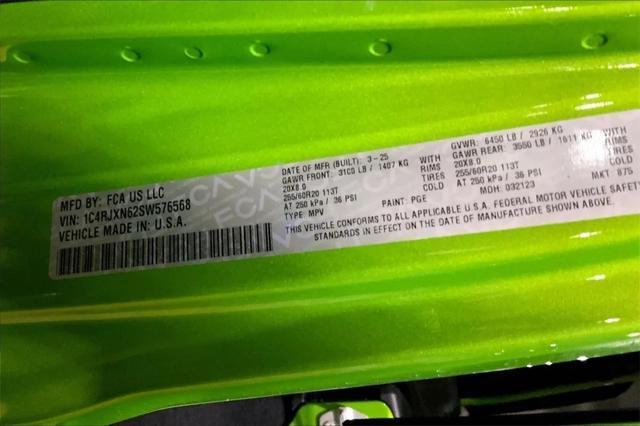 MFD BY: FCA US LLC
VIN: 1C4RJXN62SW576568
VEHICLE MADE IN U.S.A.
DATE OF MFR (BUILT): 3-25
GAWR FRONT: 3100 LB / 1407 KG WITH
20X8.0 RIMS
255/60R20 113T TIRES
AT 250 kPa / 36 PSI COLD
TYPE: MPV PAINT: PGE
GVWR: 6450 LB / 2926 KG
GAWR REAR: 3550 LB / 1611 KG WITH
20X8.0 RIMS
255/60R20 113T TIRES
AT 250 kPa / 36 PSI COLD
MDH: 032123 MKT 875
THIS VEHICLE CONFORMS TO ALL APPLICABLE U.S.A. FEDERAL MOTOR VEHICLE SAFETY
STANDARDS IN EFFECT ON THE DATE OF MANUFACTURE SHOWN ABOVE.